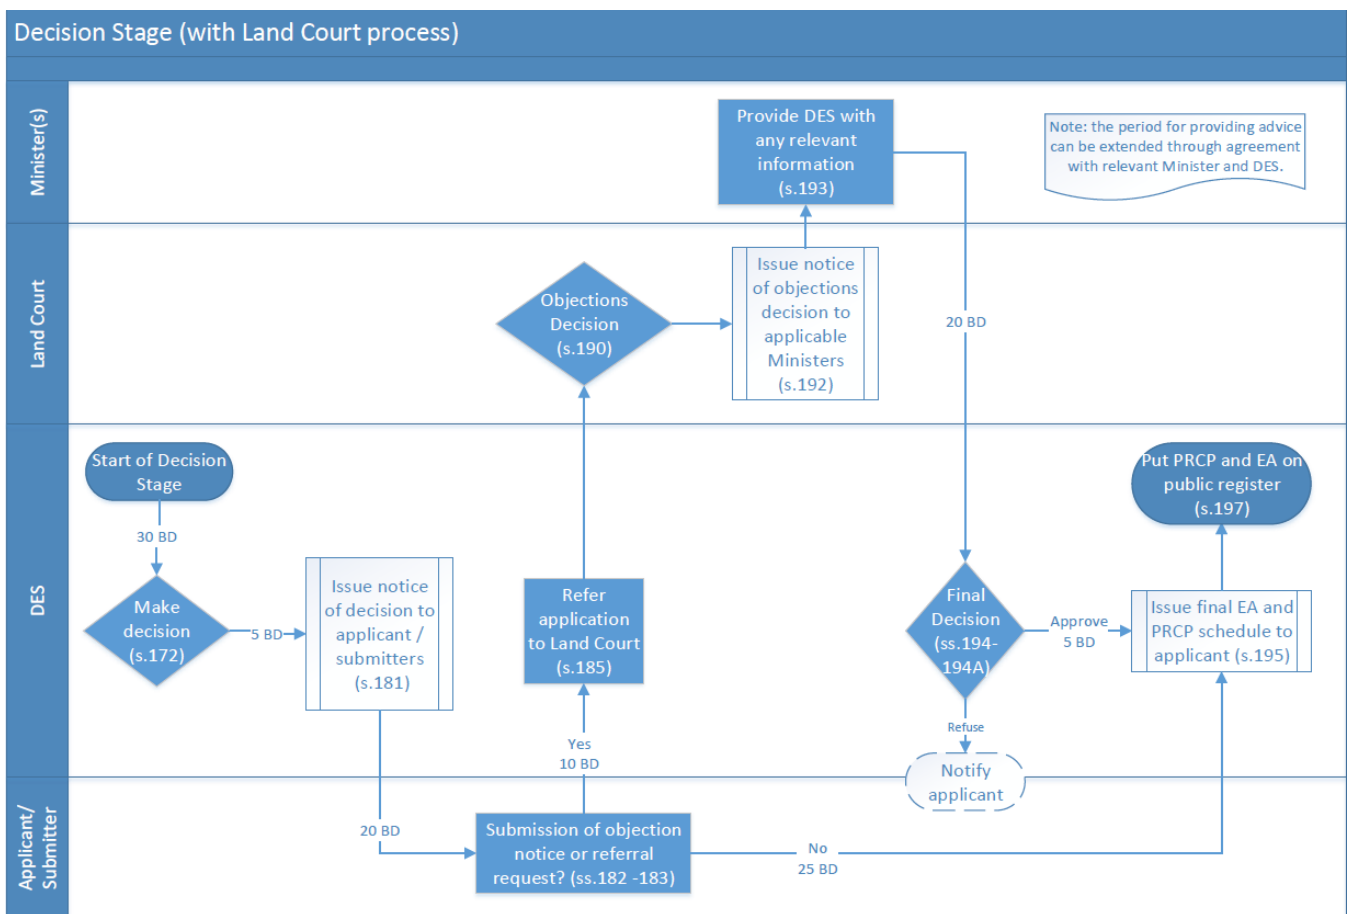 Decision Stage (with Land Court process)
Minister(s)
Provide DES with
any relevant
information
(s.193)
Note: the period for providing advice
can be extended through agreement
with relevant Minister and DES.
Land Court
Objections
Decision
(s.190)
Issue notice
of objections
decision to
applicable
Ministers
(s.192)
20 BD
DES
Start of Decision
Stage
30 BD
Make
decision
(s.172)
5 BD
Issue notice
of decision to
applicant /
submitters
(s.181)
Refer
application
to Land Court
(s.185)
Yes
10 BD
Final
Decision
(ss.194-
194A)
Approve
5 BD
Refuse
Notify
applicant
Put PRCP and EA on
public register
(s.197)
Issue final EA and
PRCP schedule to
applicant (s.195)
Applicant/
Submitter
20 BD
Submission of objection
notice or referral
request? (ss.182 -183)
No
25 BD